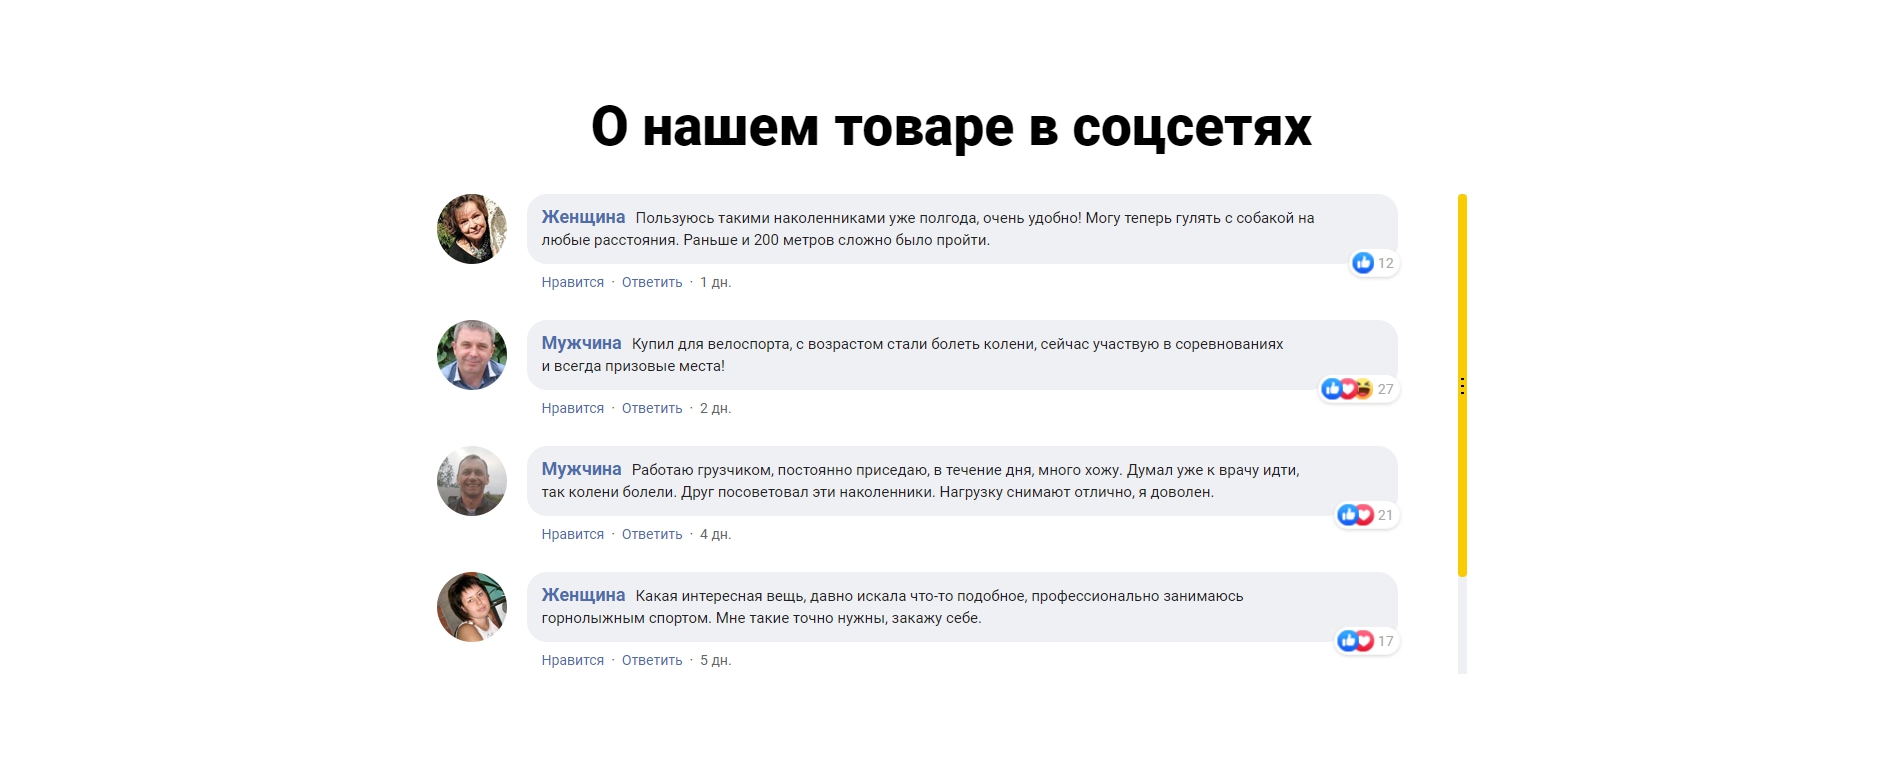 О нашем товаре в соцсетях
Женщина Пользуюсь такими наколенниками уже полгода, очень удобно! Могу теперь гулять с собакой на
любые расстояния. Раньше и 200 метров сложно было пройти.
12
Нравится · Ответить · 1 дн.
Мужчина Купил для велоспорта, с возрастом стали болеть колени, сейчас участвую в соревнованиях
и всегда призовые места!
27
Нравится · Ответить · 2 дн.
Мужчина Работаю грузчиком, постоянно приседаю, в течение дня, много хожу. Думал уже к врачу идти,
так колени болели. Друг посоветовал эти наколенники. Нагрузку снимают отлично, я доволен.
21
Нравится · Ответить · 4 дн.
Женщина Какая интересная вещь, давно искала что-то подобное, профессионально занимаюсь
горнолыжным спортом. Мне такие точно нужны, закажу себе.
17
Нравится · Ответить · 5 дн.